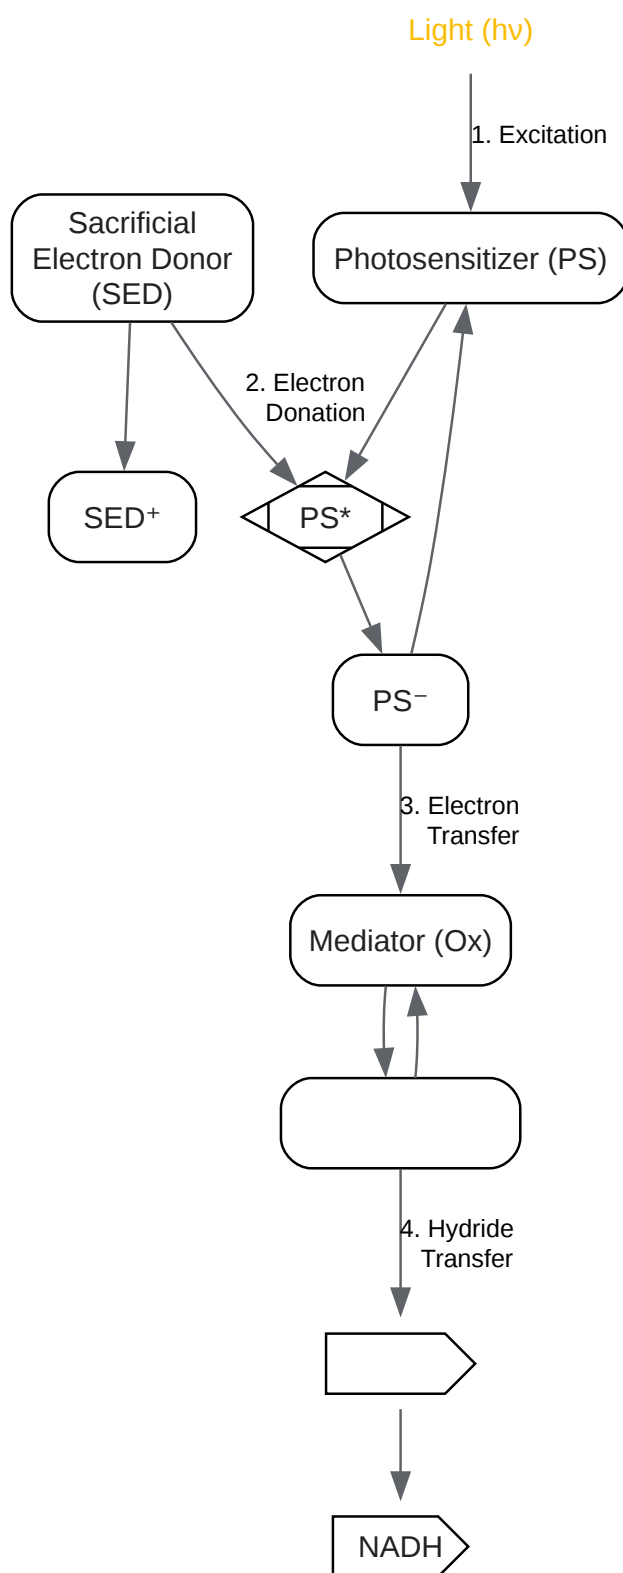 Light (hν)
1. Excitation
Sacrificial
Electron Donor
(SED)
Photosensitizer (PS)
2. Electron
Donation
SED⁺
PS*
PS⁻
3. Electron
Transfer
Mediator (Ox)
4. Hydride
Transfer
NADH